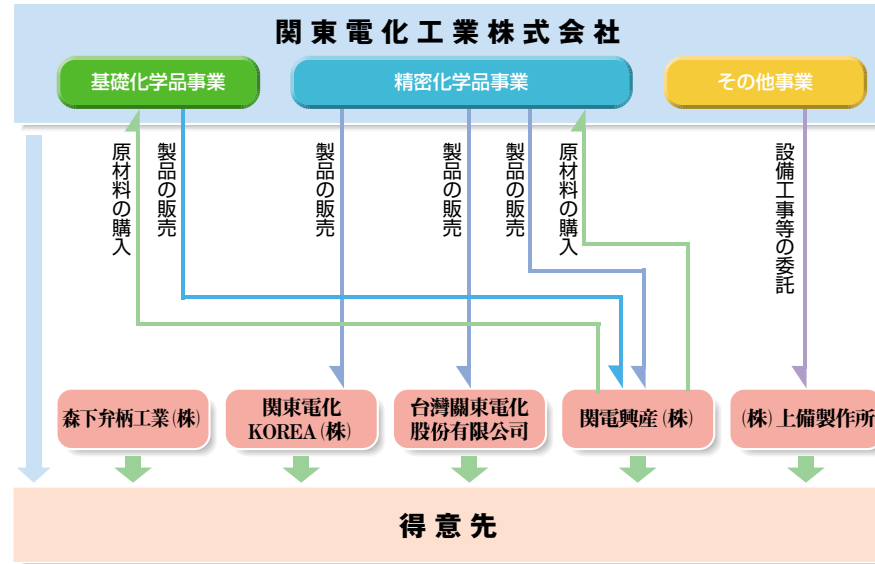 関東電化工業株式会社
基礎化学品事業
精密化学品事業
その他事業
原材料の購入
製品の販売
製品の販売
製品の販売
製品の販売
原材料の購入
設備工事等の委託
森下弁柄工業(株)
関東電化
KOREA(株)
台灣關東電化
股份有限公司
関電興産(株)
(株)上備製作所
得意先